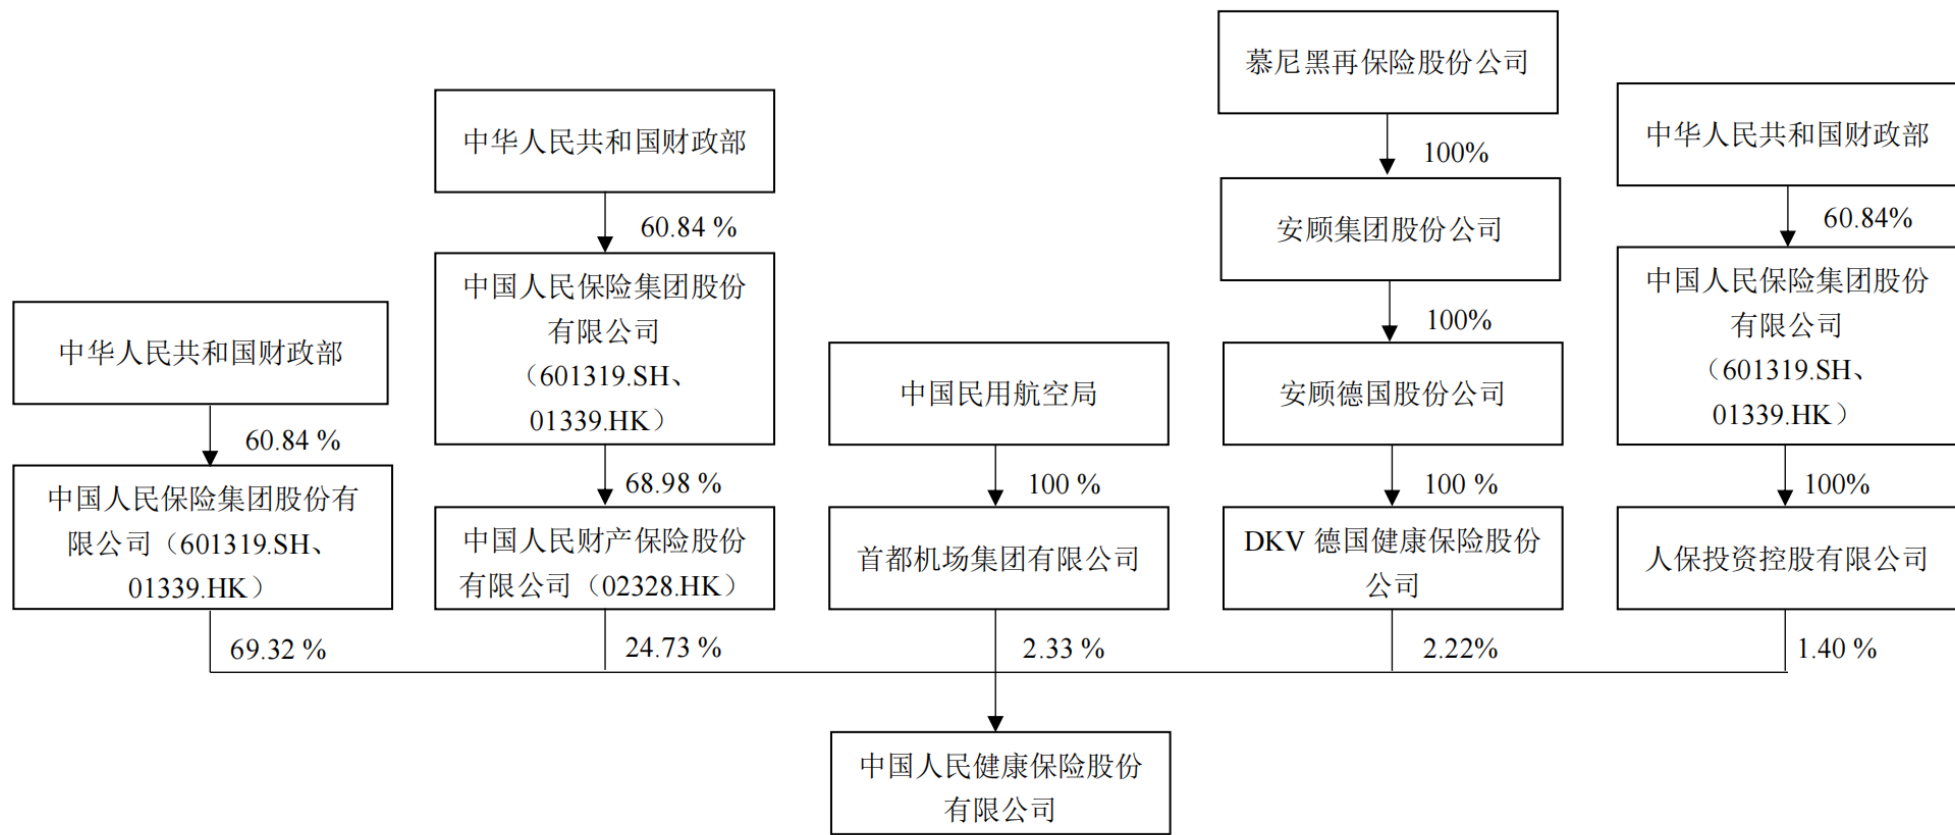 慕尼黑再保险股份公司
中华人民共和国财政部
中华人民共和国财政部
100%
60.84 %
安顾集团股份公司
60.84%
中国人民保险集团股份
有限公司
（601319.SH、
01339.HK）
中国人民保险集团股份
有限公司
（601319.SH、
01339.HK）
100%
中华人民共和国财政部
中国民用航空局
安顾德国股份公司
60.84 %
68.98 %
100 %
100 %
100%
中国人民保险集团股份有
限公司（601319.SH、
01339.HK）
中国人民财产保险股份
有限公司（02328.HK）
首都机场集团有限公司
DKV 德国健康保险股份
公司
人保投资控股有限公司
69.32 %
24.73 %
2.33 %
2.22%
1.40 %
中国人民健康保险股份
有限公司